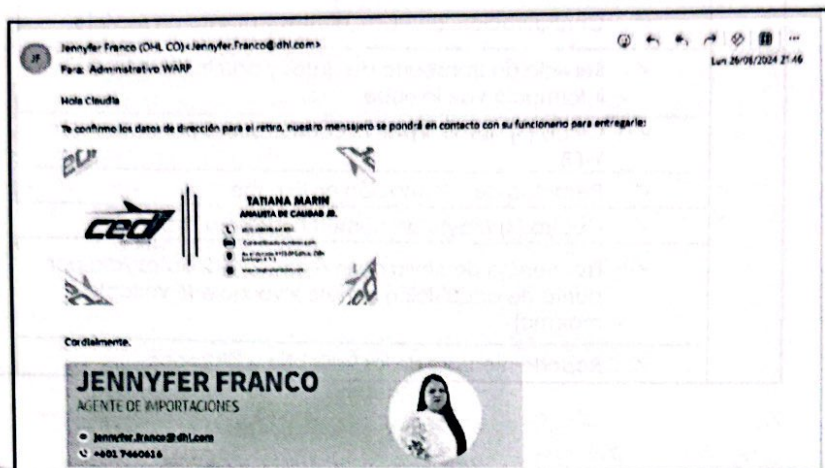 JF
Jennyfer Franco (DHL CO)<Jennyfer.Franco@dhl.com>
Para: Administrativo WARP
Lun 26/08/2024 21:46
Hola Claudia
Te confirmo los datos de dirección para el retiro, nuestro mensajero se pondrá en contacto con su funcionario para entregarle:
ced
TATIANA MARIN
ANALISTA DE CALIDAD JR.
Cordialmente.
JENNYFER FRANCO
AGENTE DE IMPORTACIONES
Jennyfer.franco@dhl.com
+601 7460616